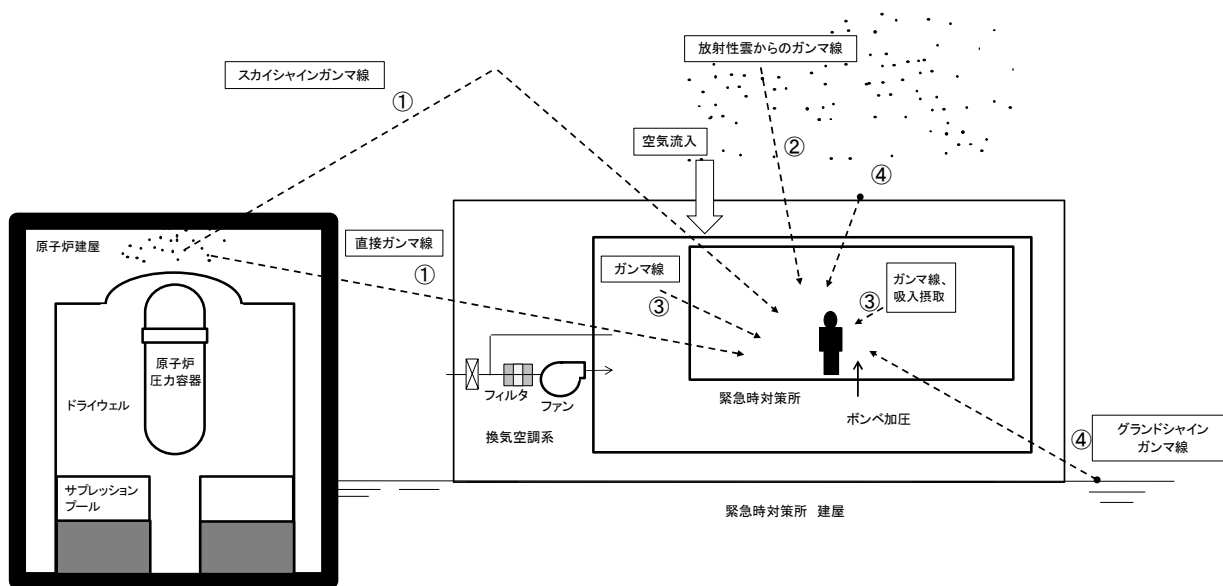 放射性雲からのガンマ線
スカイシャインガンマ線
①
空気流入
②
④
原子炉建屋
直接ガンマ線
①
ガンマ線
③
ガンマ線、
吸入摂取
③
原子炉
圧力容器
ドライウェル
フィルタ
ファン
換気空調系
緊急時対策所
ボンベ加圧
④
グランドシャイン
ガンマ線
サプレッション
プール
緊急時対策所 建屋